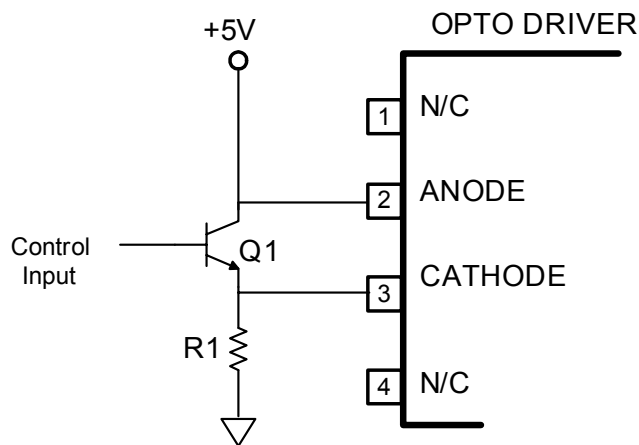 OPTO DRIVER
+5V
1 N/C
2 ANODE
Control
Input
Q1
3 CATHODE
R1
4 N/C